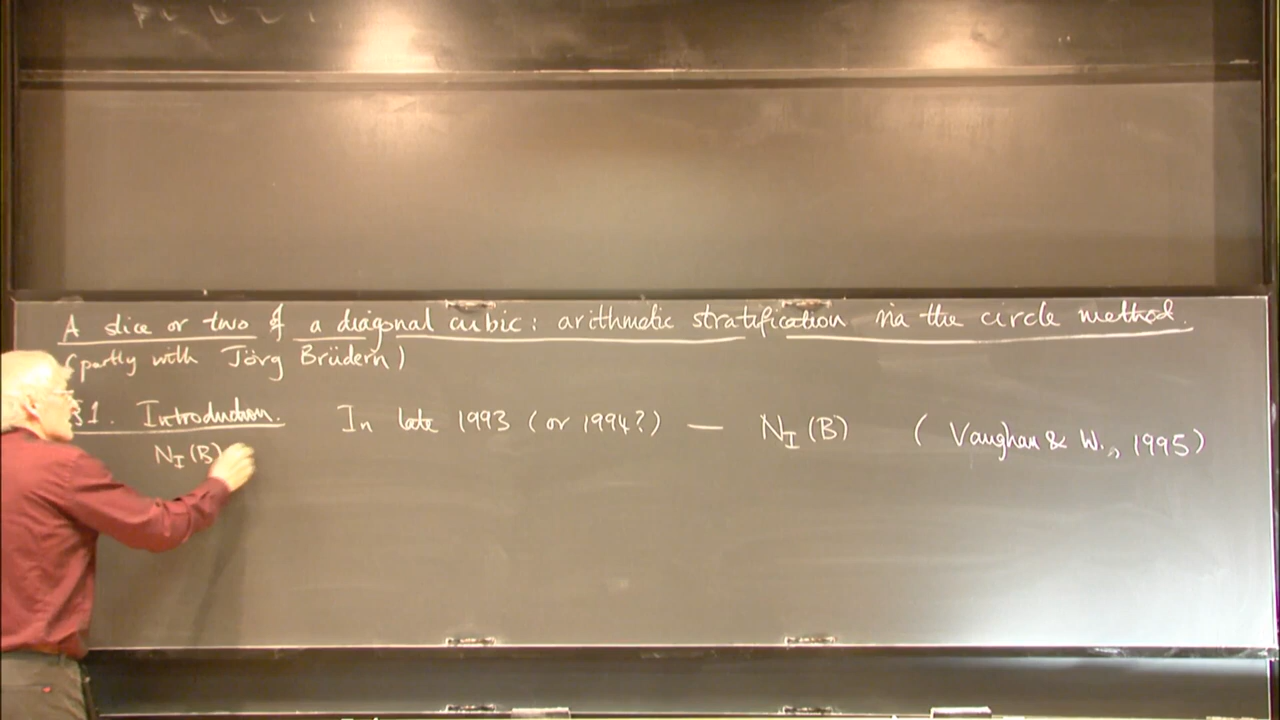 A slice or two of a diagonal cubic: arithmetic stratification via the circle method.
(partly with Jörg Brüdern)
§1. Introduction. In late 1993 (or 1994?) — N_I(B) (Vaughan & W., 1995)
N_I(B)